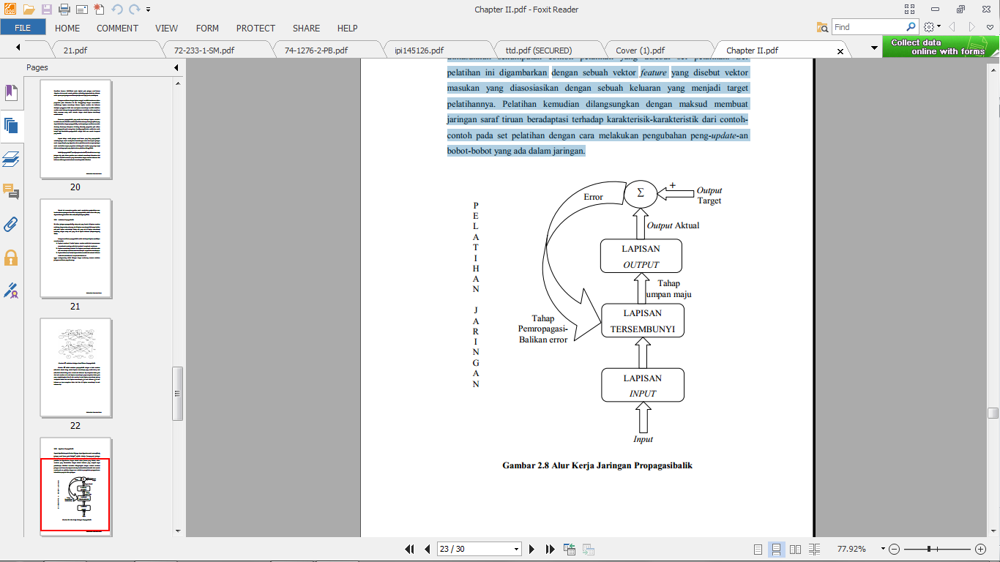 Chapter II.pdf - Foxit Reader
FILE HOME COMMENT VIEW FORM PROTECT SHARE HELP
Find
21.pdf 72-233-1-SM.pdf 74-1276-2-PB.pdf ipi145126.pdf ttd.pdf (SECURED) Cover (1).pdf Chapter II.pdf
Collect data
online with forms
Pages
20
21
22
pelatihan ini digambarkan dengan sebuah vektor feature yang disebut vektor
masukan yang diasosiasikan dengan sebuah keluaran yang menjadi target
pelatihannya. Pelatihan kemudian dilangsungkan dengan maksud membuat
jaringan saraf tiruan beradaptasi terhadap karakterisik-karakteristik dari contoh-
contoh pada set pelatihan dengan cara melakukan pengubahan peng-update-an
bobot-bobot yang ada dalam jaringan.
PELATIHAN JARINGAN
Error
Σ
+
Output
Target
Output Aktual
LAPISAN
OUTPUT
Tahap
umpan maju
LAPISAN
TERSEMBUNYI
Tahap
Pemropagasi-
Balikan error
LAPISAN
INPUT
Input
Gambar 2.8 Alur Kerja Jaringan Propagasibalik
23 / 30
77.92%